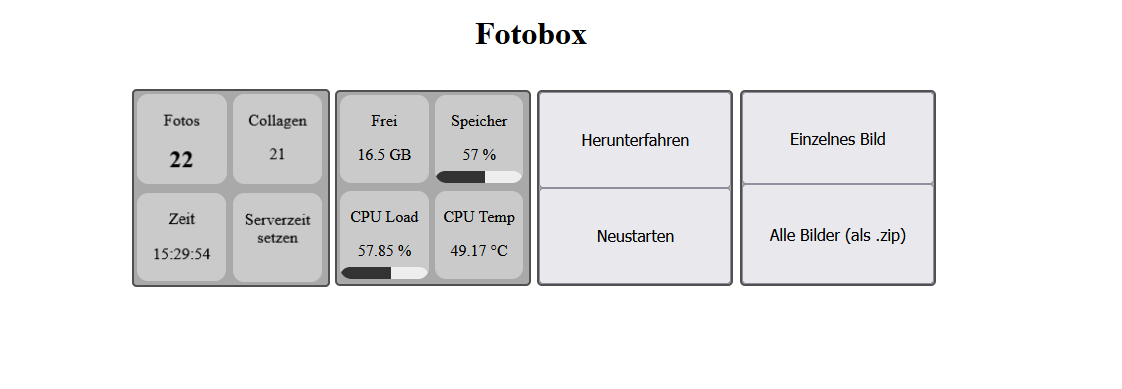 Fotobox
Fotos
22
Collagen
21
Zeit
15:29:54
Serverzeit
setzen
Frei
16.5 GB
Speicher
57 %
CPU Load
57.85 %
CPU Temp
49.17 °C
Herunterfahren
Neustarten
Einzelnes Bild
Alle Bilder (als .zip)